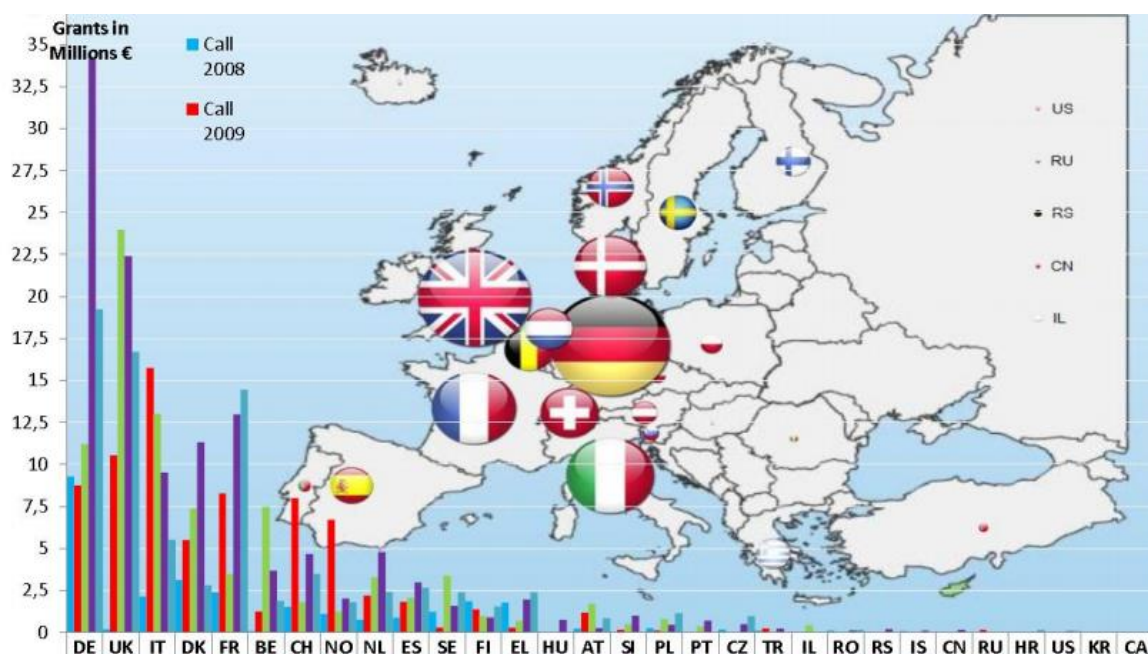 Grants in
Millions €
Call
2008
Call
2009
35
32,5
30
27,5
25
22,5
20
17,5
15
12,5
10
7,5
5
2,5
0
US
RU
RS
CN
IL
DE UK IT DK FR BE CH NO NL ES SE FI EL HU AT SI PL PT CZ TR IL RO RS IS CN RU HR US KR CA